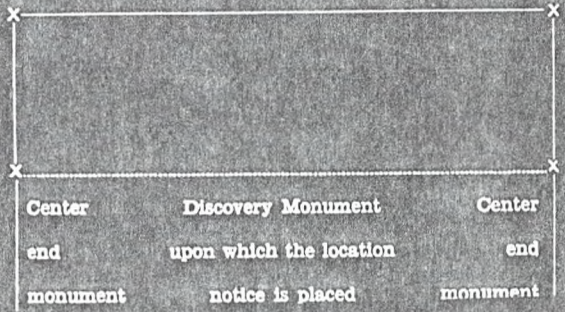 Center Discovery Monument Center
end upon which the location end
monument notice is placed monument